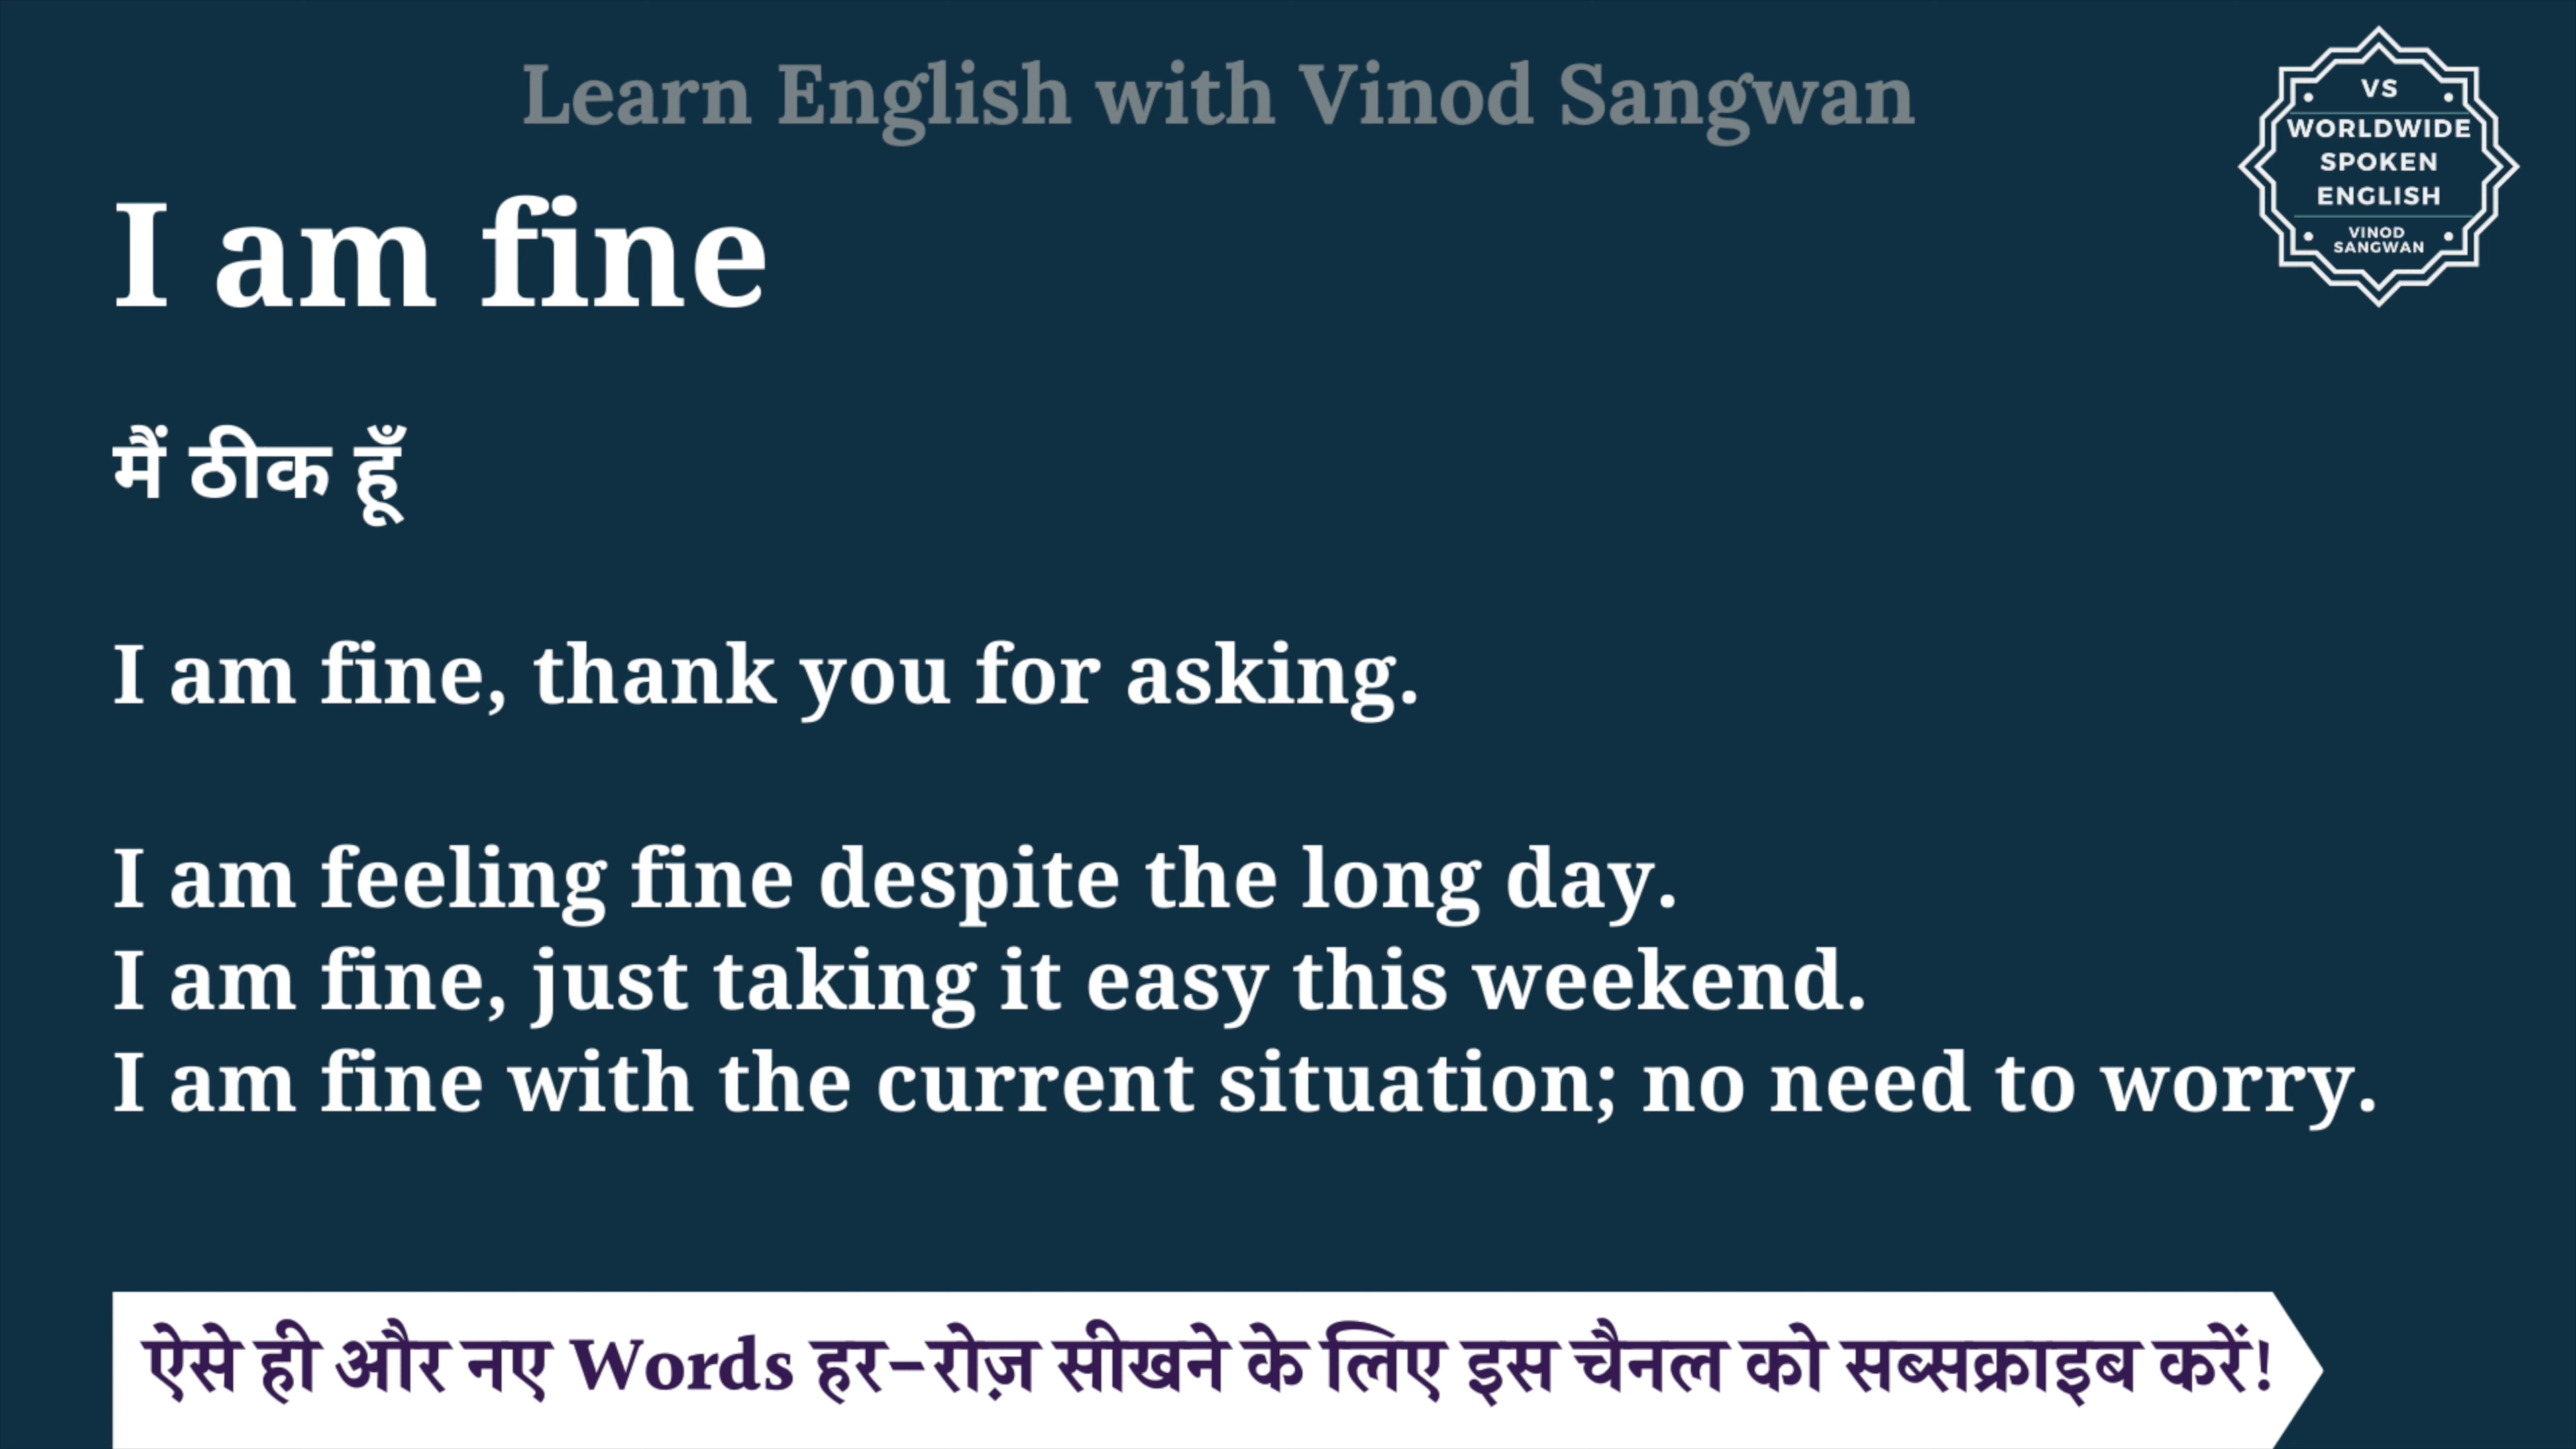 Learn English with Vinod Sangwan
VS
WORLDWIDE
SPOKEN
ENGLISH
VINOD
SANGWAN
I am fine
मैं ठीक हूँ
I am fine, thank you for asking.
I am feeling fine despite the long day.
I am fine, just taking it easy this weekend.
I am fine with the current situation; no need to worry.
ऐसे ही और नए Words हर-रोज़ सीखने के लिए इस चैनल को सब्सक्राइब करें!